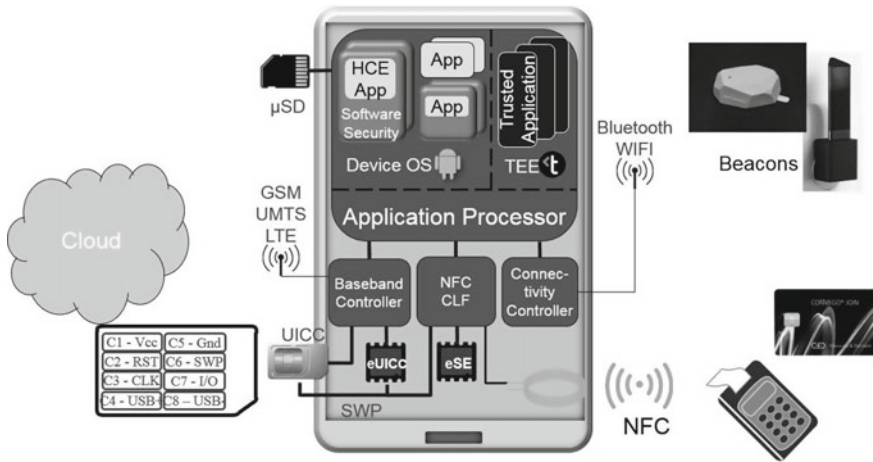 µSD
HCE
App
Software
Security
App
App
Trusted
Application
Device OS
TEE
Bluetooth
WIFI
Beacons
GSM
UMTS
LTE
Cloud
Application Processor
Baseband
Controller
NFC
CLF
Connec-
tivity
Controller
UICC
eUICC
eSE
SWP
NFC
C1 - Vcc
C5 - Gnd
C2 - RST
C6 - SWP
C3 - CLK
C7 - I/O
C4 - USB+
C8 – USB-